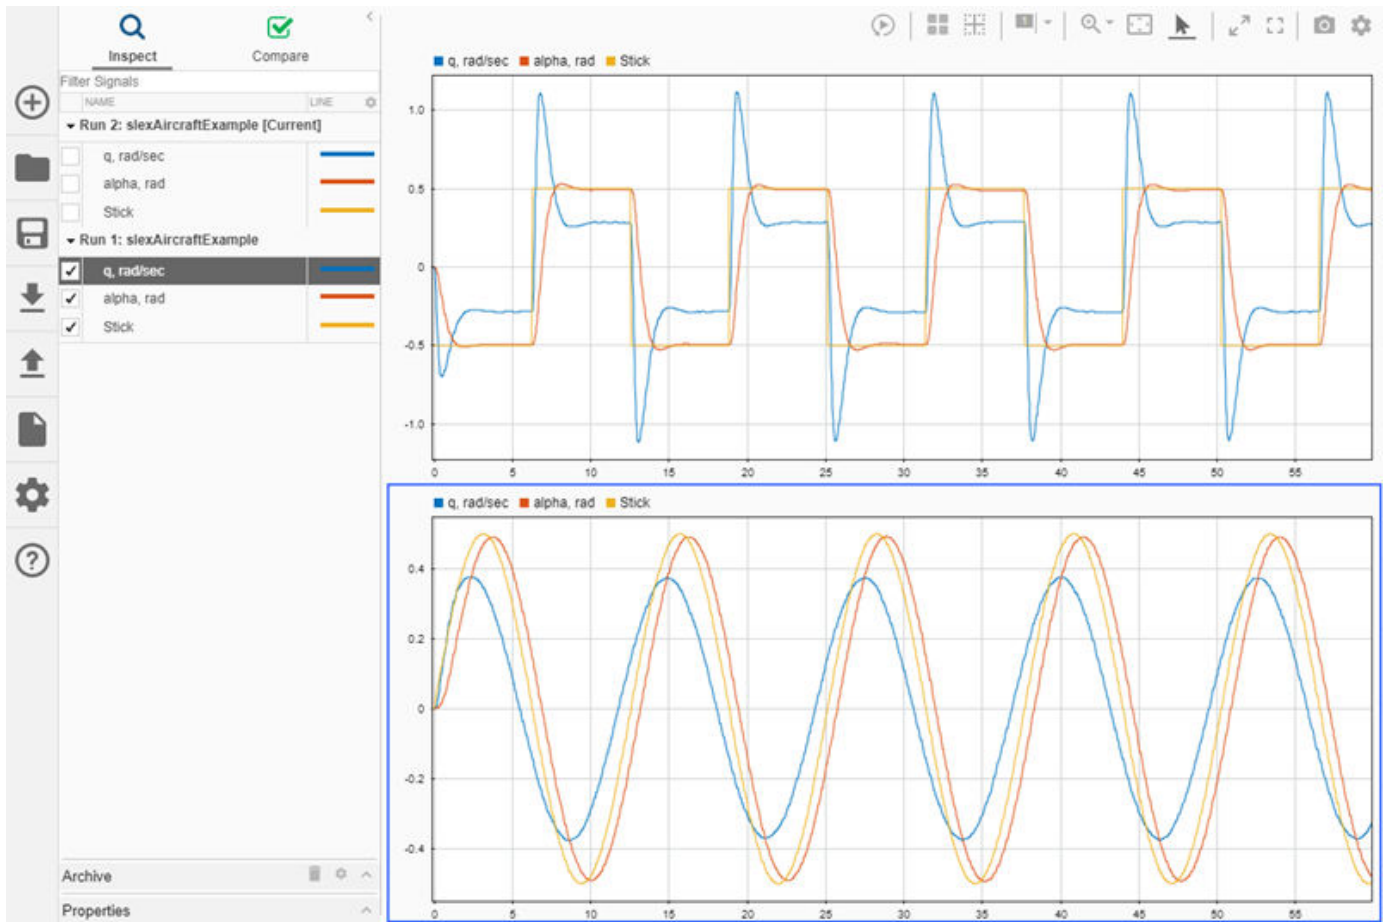 Inspect
Compare
Filter Signals
NAME
LINE
Run 2: slexAircraftExample [Current]
q, rad/sec
alpha, rad
Stick
Run 1: slexAircraftExample
q, rad/sec
alpha, rad
Stick
Archive
Properties
1
q, rad/sec alpha, rad Stick
1.0
0.5
0
-0.5
-1.0
0 5 10 15 20 25 30 35 40 45 50 55
q, rad/sec alpha, rad Stick
0.4
0.2
0
-0.2
-0.4
0 5 10 15 20 25 30 35 40 45 50 55